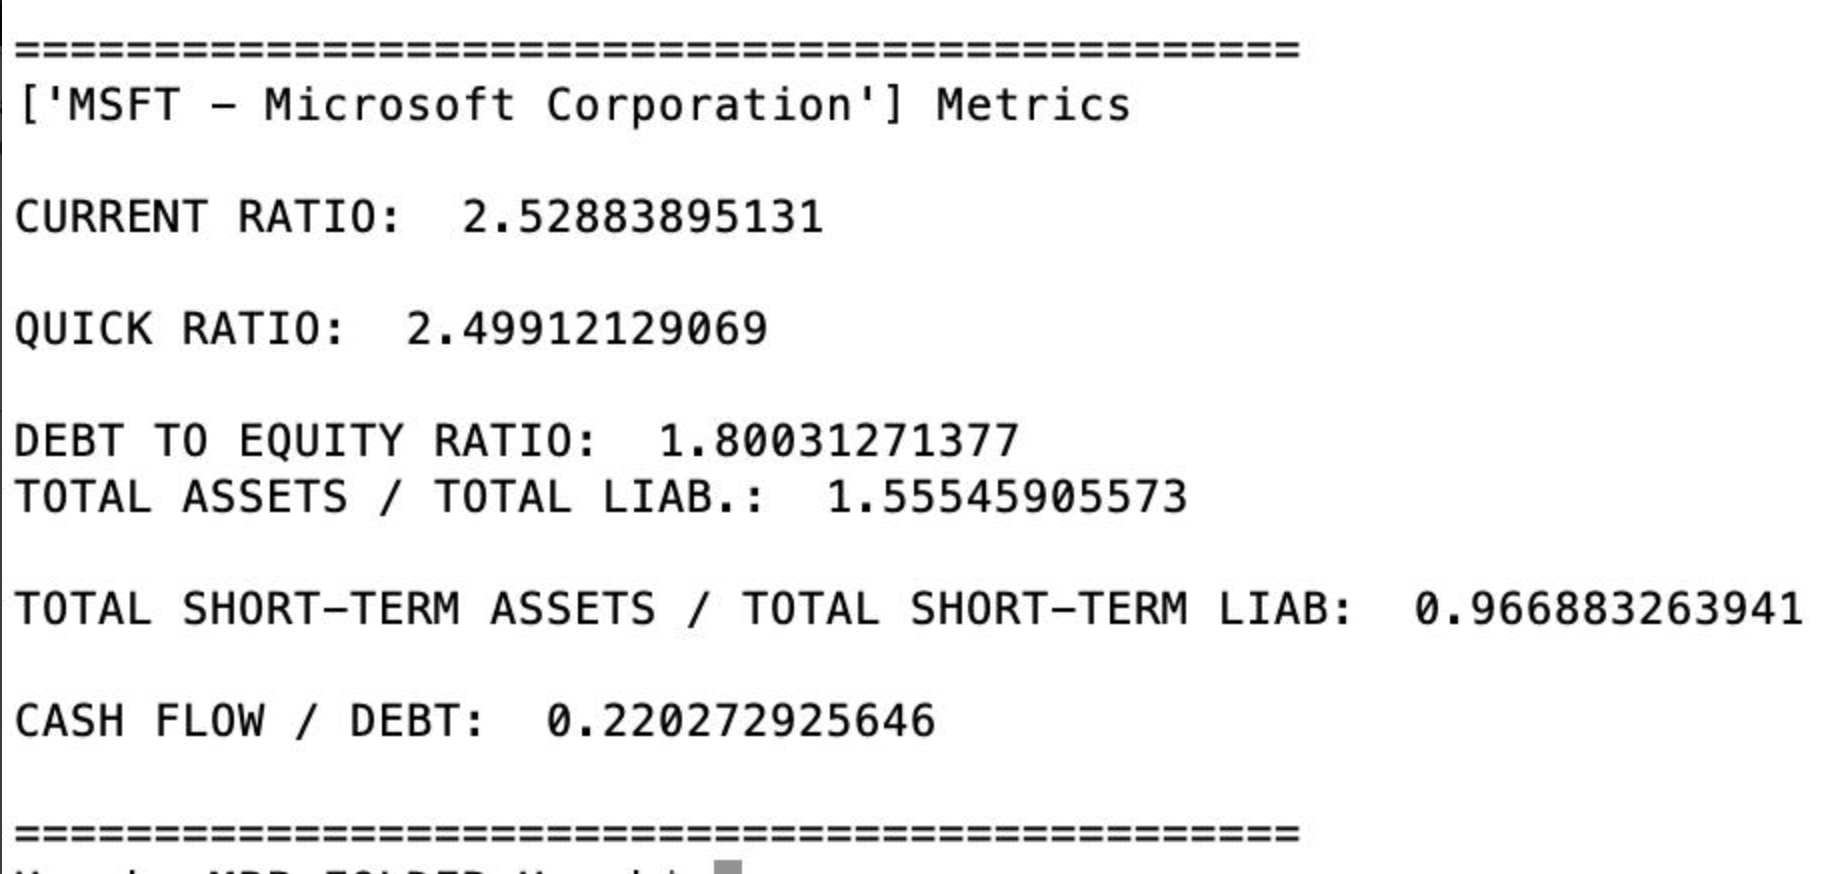 ==============================================
['MSFT – Microsoft Corporation'] Metrics
CURRENT RATIO:  2.52883895131
QUICK RATIO:  2.49912129069
DEBT TO EQUITY RATIO:  1.80031271377
TOTAL ASSETS / TOTAL LIAB.:  1.55545905573
TOTAL SHORT–TERM ASSETS / TOTAL SHORT–TERM LIAB:  0.966883263941
CASH FLOW / DEBT:  0.220272925646
==============================================